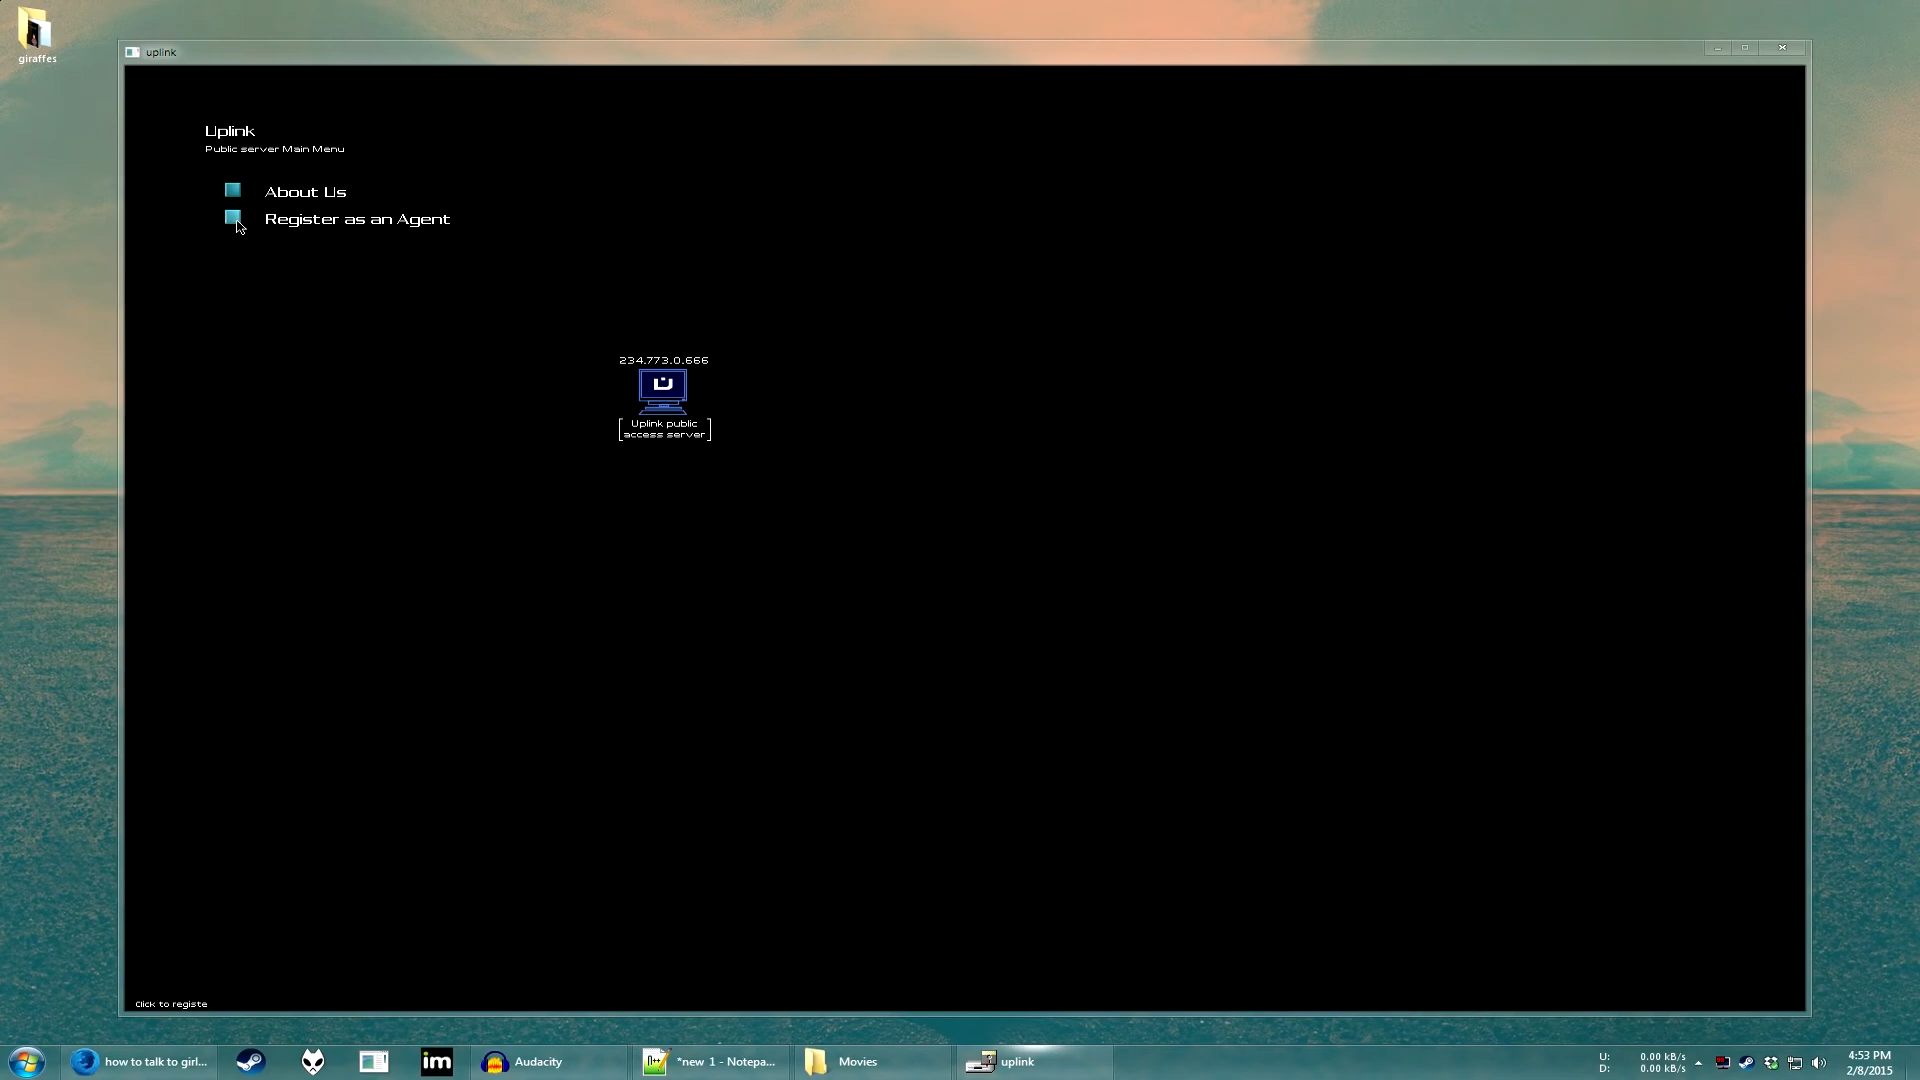 giraffes
uplink
Uplink
Public server Main Menu
About Us
Register as an Agent
234.773.0.666
Uplink public
access server
Click to registe
how to talk to girl...
im
Audacity
*new 1 - Notepa...
Movies
uplink
U: 0.00 kB/s
D: 0.00 kB/s
4:53 PM
2/8/2015